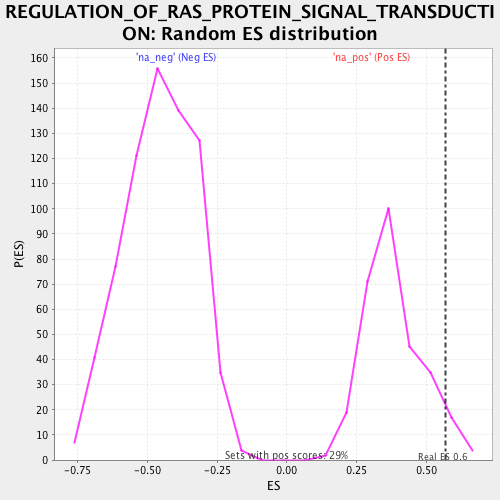 REGULATION_OF_RAS_PROTEIN_SIGNAL_TRANSDUCTI
ON: Random ES distribution
'na_neg' (Neg ES)
'na_pos' (Pos ES)
160
150
140
130
120
110
100
90
80
70
60
50
40
30
20
10
0
P(ES)
Sets with pos scores: 29%
Real ES 0.6
-0.75
-0.50
-0.25
0.00
0.25
0.50
ES